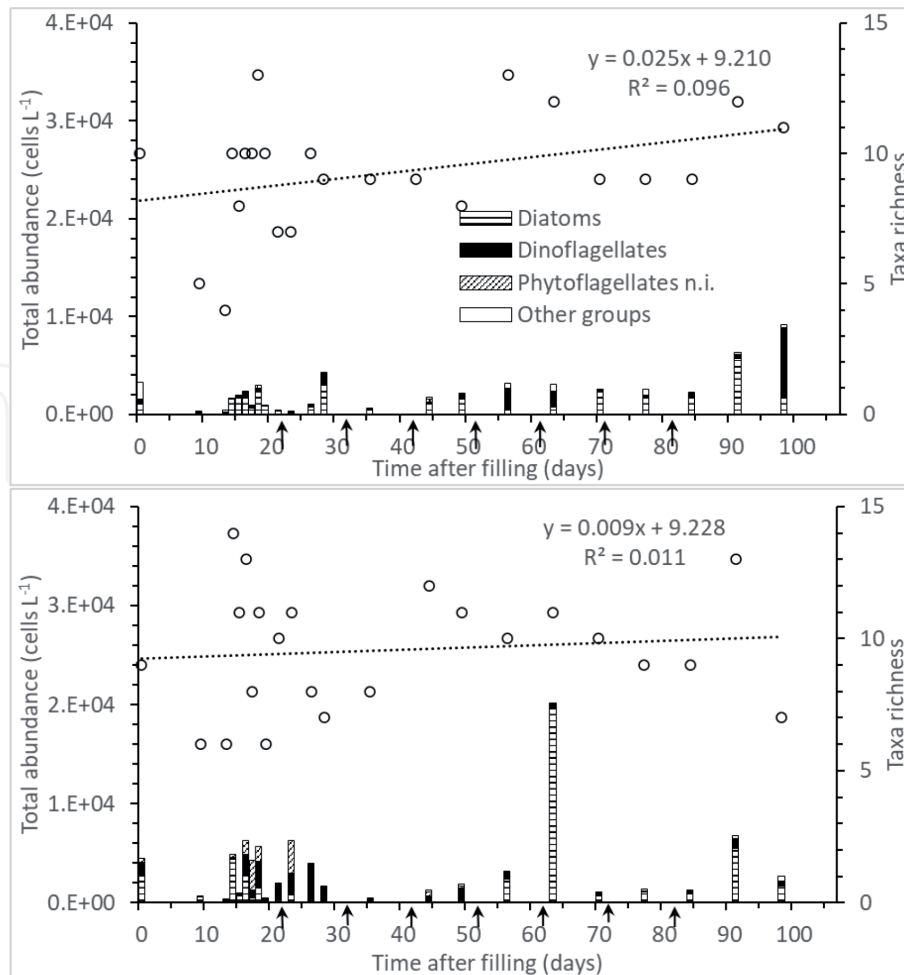 4.E+04
3.E+04
2.E+04
1.E+04
0.E+00
Total abundance (cells L-1)
15
10
5
0
Taxa richness
y = 0.025x + 9.210
R² = 0.096
Diatoms
Dinoflagellates
Phytoflagellates n.i.
Other groups
0 10 20 30 40 50 60 70 80 90 100
Time after filling (days)
4.E+04
3.E+04
2.E+04
1.E+04
0.E+00
Total abundance (cells L-1)
15
10
5
0
Taxa richness
y = 0.009x + 9.228
R² = 0.011
0 10 20 30 40 50 60 70 80 90 100
Time after filling (days)